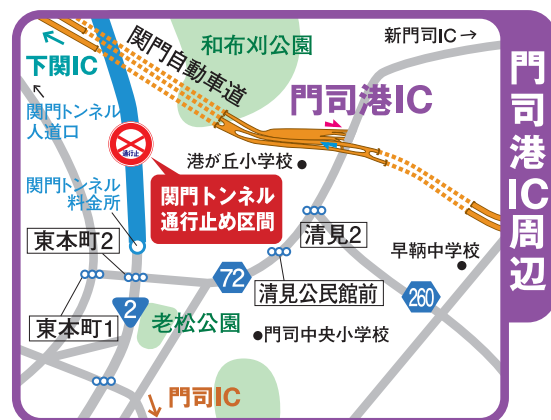 門司港IC周辺
新門司IC→
和布刈公園
下関IC
関門自動車道
門司港IC
関門トンネル
人道口
通行止
港が丘小学校
関門トンネル
料金所
関門トンネル
通行止め区間
東本町2
清見2
早鞆中学校
72
清見公民館前
260
東本町1
2
老松公園
門司中央小学校
門司IC